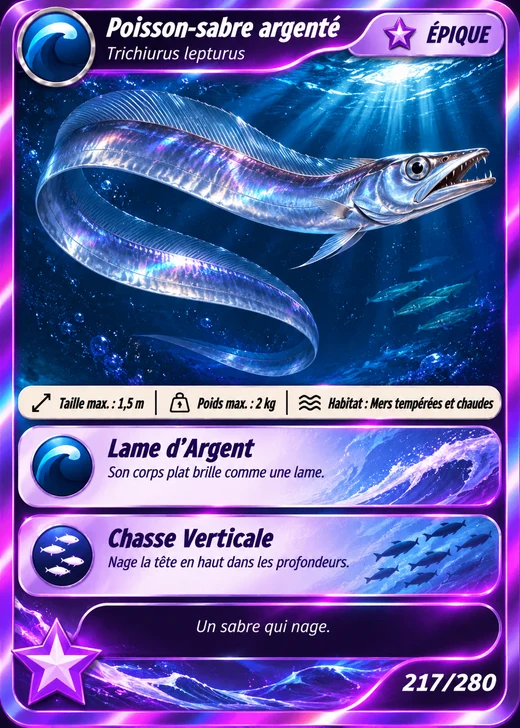 Poisson-sabre argenté
Trichiurus lepturus
ÉPIQUE
Taille max. : 1,5 m
Poids max. : 2 kg
Habitat : Mers tempérées et chaudes
Lame d'Argent
Son corps plat brille comme une lame.
Chasse Verticale
Nage la tête en haut dans les profondeurs.
Un sabre qui nage.
217/280